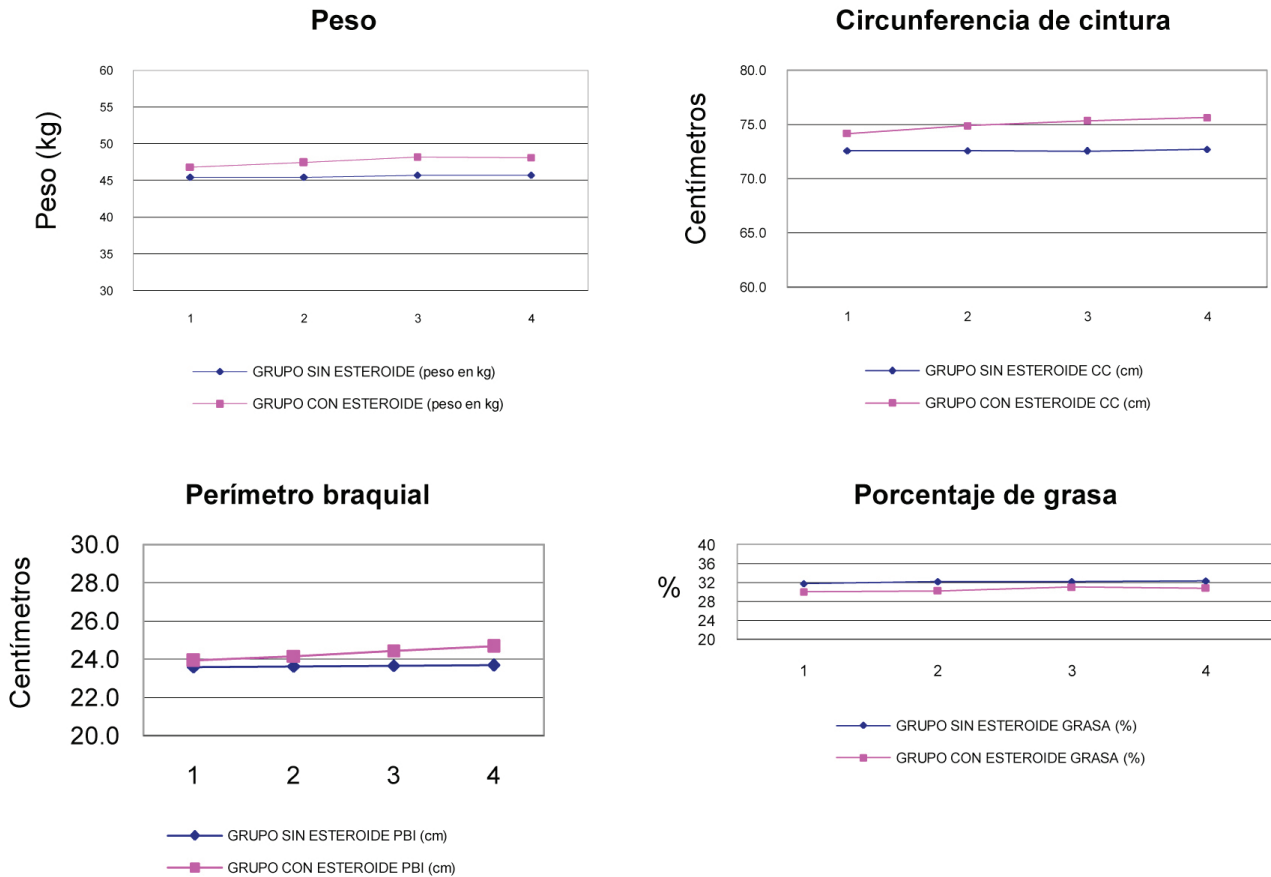 Peso
Peso (kg)
60
55
50
45
40
35
30
1 2 3 4
GRUPO SIN ESTEROIDE (peso en kg)
GRUPO CON ESTEROIDE (peso en kg)
Circunferencia de cintura
Centímetros
80.0
75.0
70.0
65.0
60.0
1 2 3 4
GRUPO SIN ESTEROIDE CC (cm)
GRUPO CON ESTEROIDE CC (cm)
Perímetro braquial
Centímetros
30.0
28.0
26.0
24.0
22.0
20.0
1 2 3 4
GRUPO SIN ESTEROIDE PBI (cm)
GRUPO CON ESTEROIDE PBI (cm)
Porcentaje de grasa
%
40
36
32
28
24
20
1 2 3 4
GRUPO SIN ESTEROIDE GRASA (%)
GRUPO CON ESTEROIDE GRASA (%)